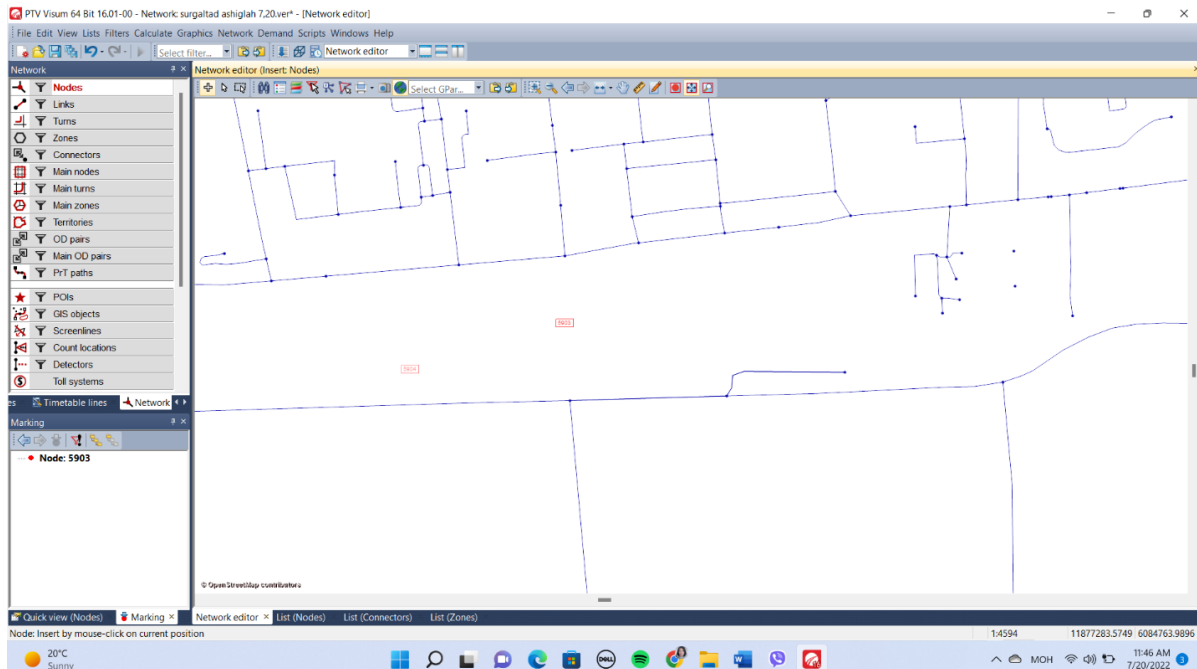 PTV Visum 64 Bit 16.01-00 - Network: surgaltad ashiglah 7,20.ver* - [Network editor]
File Edit View Lists Filters Calculate Graphics Network Demand Scripts Windows Help
Select filter... Network editor
Network
Network editor (Insert: Nodes)
Select GPar...
Nodes
Links
Turns
Zones
Connectors
Main nodes
Main turns
Main zones
Territories
OD pairs
Main OD pairs
PrT paths
POIs
GIS objects
Screenlines
Count locations
Detectors
Toll systems
es Timetable lines Network
Marking
Node: 5903
5903
5904
© OpenStreetMap contributors
Quick view (Nodes) Marking Network editor List (Nodes) List (Connectors) List (Zones)
Node: Insert by mouse-click on current position 1:4594 11877283.5749 6084763.9896
20°C
Sunny
DELL
W
МОН
11:46 AM
7/20/2022
3